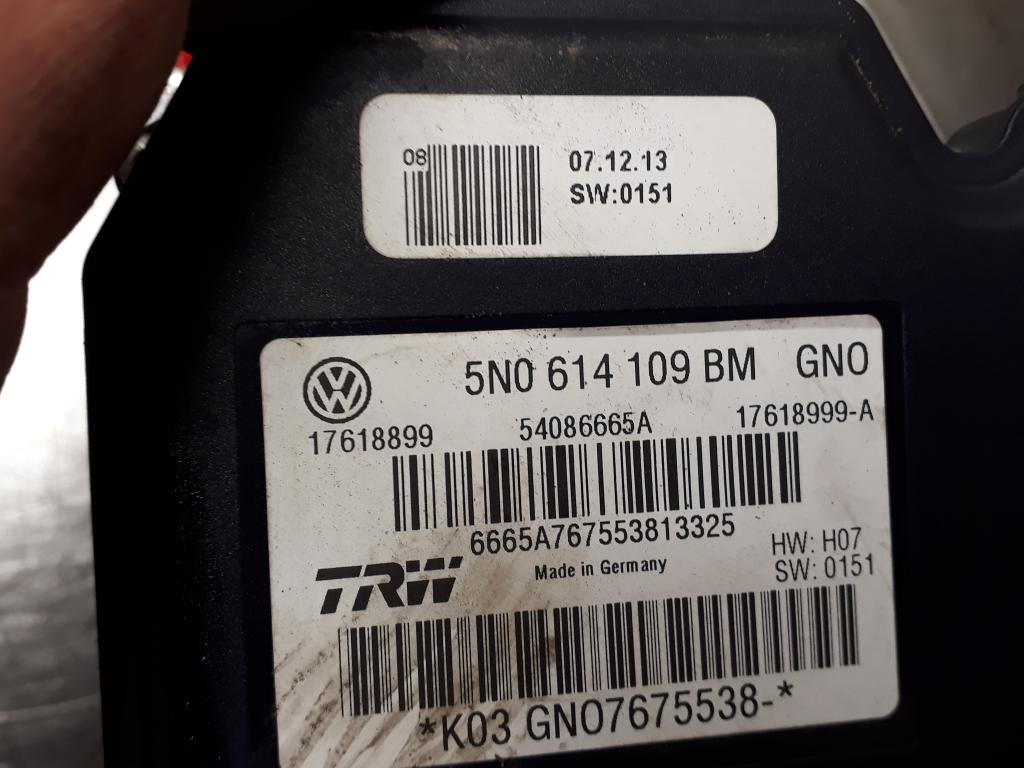 08
07.12.13
SW:0151
5N0 614 109 BM GNO
17618899 54086665A 17618999-A
6665A767553813325
HW: H07
TRW Made in Germany SW: 0151
*K03 GNO7675538-*